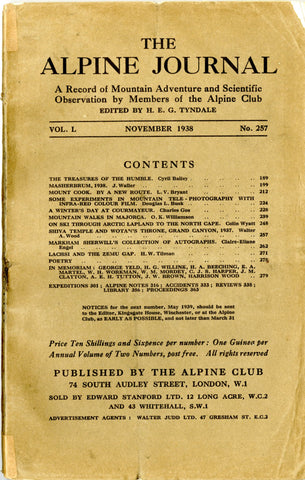 THE
ALPINE JOURNAL
A Record of Mountain Adventure and Scientific
Observation by Members of the Alpine Club
EDITED BY H. E. G. TYNDALE
VOL. L NOVEMBER 1938 No. 257
CONTENTS
THE TREASURES OF THE HUMBLE. Cyril Bailey .. .. .. 189
MASHERBRUM, 1938. J. Waller .. .. .. 199
MOUNT COOK. BY A NEW ROUTE. L. V. Bryant .. .. .. 212
SOME EXPERIMENTS IN MOUNTAIN TELE-PHOTOGRAPHY WITH
INFRA-RED COLOUR FILM. Douglas L. Busk .. .. 224
A WINTER'S DAY AT COURMAYEUR. Charles Gos .. .. 228
MOUNTAIN WALKS IN MAJORCA. O. K. Williamson .. .. 239
ON SKI THROUGH ARCTIC LAPLAND TO THE NORTH CAPE. Colin Wyatt 248
SHIVA TEMPLE AND WOTAN'S THRONE, GRAND CANYON, 1937. Walter
A. Wood
MARKHAM SHERWILL'S COLLECTION OF AUTOGRAPHS. Claire-Eliane
Engel 262
LACHSI AND THE ZEMU GAP. H. W. Tilman
POETRY
IN MEMORIAM: GEORGE YELD, H. C. WILLINK, H. A. BEECHING, E. A.
MARTEL, W. H. WORKMAN, W. M. MORDEY, C. J. S. HARPER, J. M.
CLAYTON, A. E. H. TUTTON, J. W. BROWN, HARRISON WOOD 279
EXPEDITIONS 301; ALPINE NOTES 316; ACCIDENTS 333; REVIEWS 335;
LIBRARY 356; PROCEEDINGS 363
NOTICES for the next number, May 1939, should be sent
to the Editor, Kingsgate House, Winchester, or at the Alpine
Club, as EARLY AS POSSIBLE, and not later than March 31
Price Ten Shillings and Sixpence per number: One Guinea per
Annual Volume of Two Numbers, post free. All rights reserved
PUBLISHED BY THE ALPINE CLUB
74 SOUTH AUDLEY STREET, LONDON, W.1
SOLD BY EDWARD STANFORD LTD. 12 LONG ACRE, W.C.2
AND 43 WHITEHALL, S.W.1
ADVERTISEMENT AGENTS: WALTER JUDD LTD. 47 GRESHAM ST. E.C.2